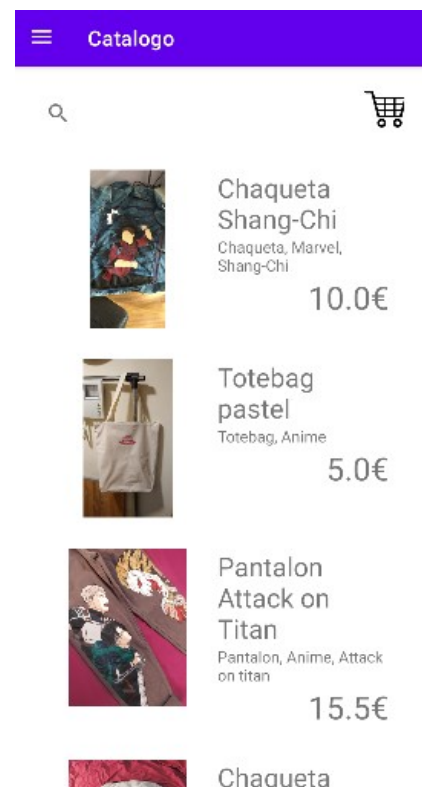 Catalogo
Chaqueta
Shang-Chi
Chaqueta, Marvel,
Shang-Chi
10.0€
Totebag
pastel
Totebag, Anime
5.0€
Pantalon
Attack on
Titan
Pantalon, Anime, Attack
on titan
15.5€
Chaqueta